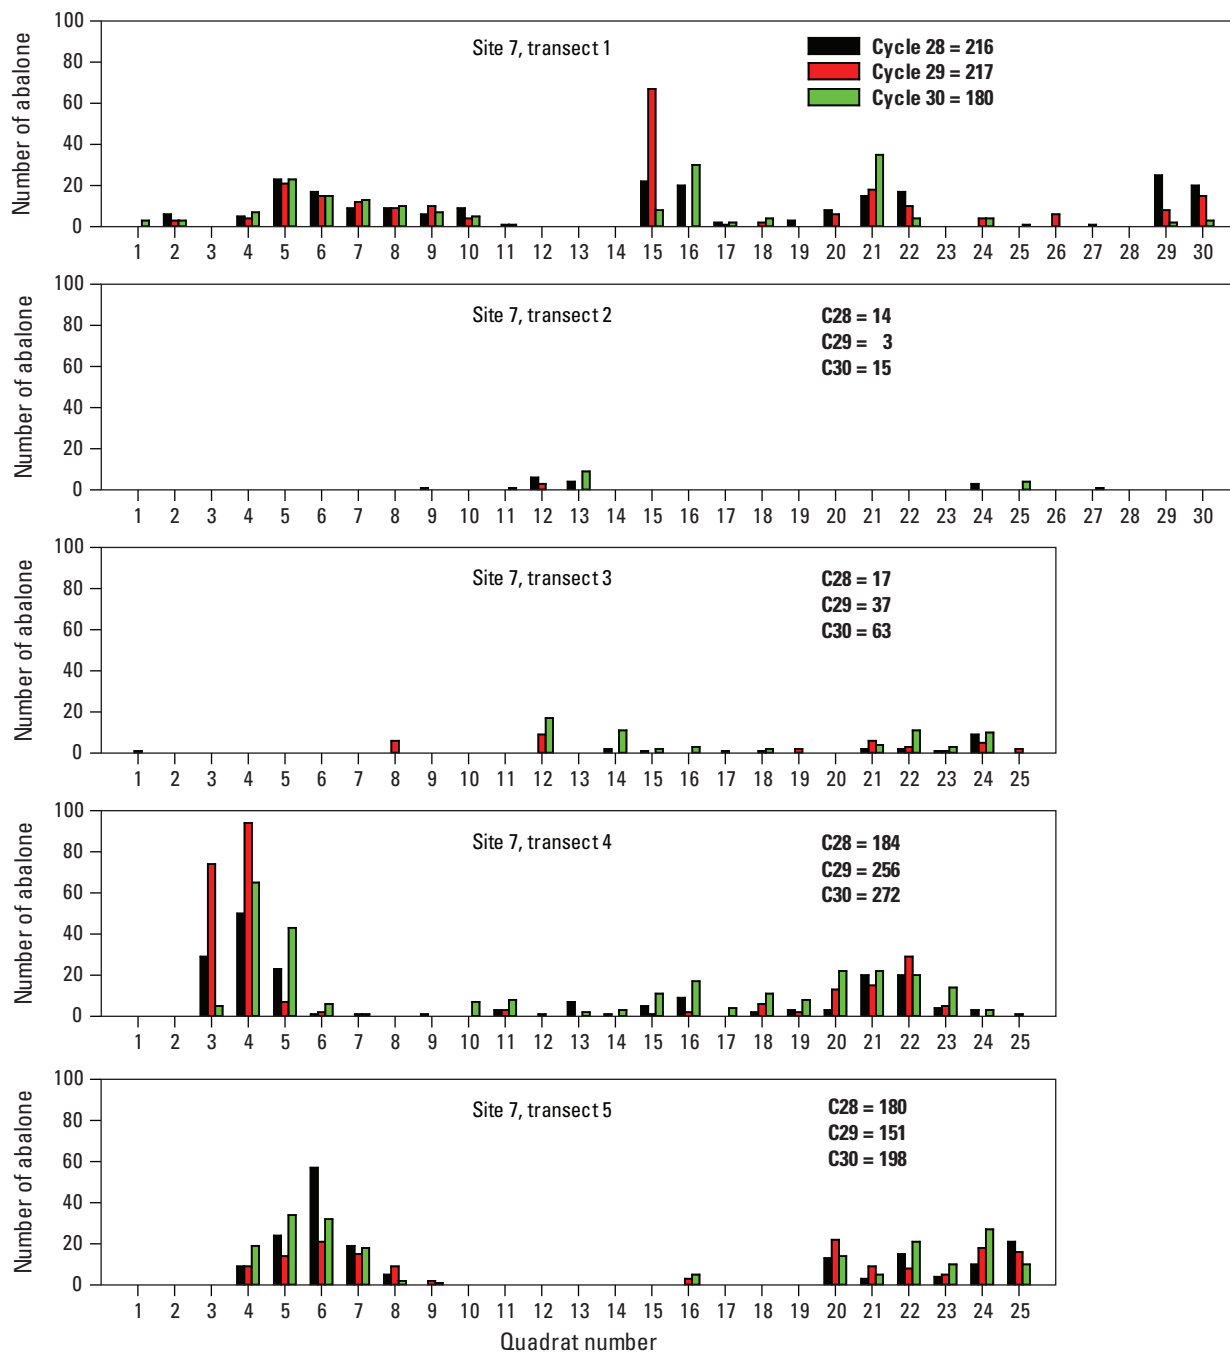 Number of abalone
100
80
60
40
20
0
Site 7, transect 1
Cycle 28 = 216
Cycle 29 = 217
Cycle 30 = 180
1 2 3 4 5 6 7 8 9 10 11 12 13 14 15 16 17 18 19 20 21 22 23 24 25 26 27 28 29 30
Number of abalone
100
80
60
40
20
0
Site 7, transect 2
C28 = 14
C29 = 3
C30 = 15
1 2 3 4 5 6 7 8 9 10 11 12 13 14 15 16 17 18 19 20 21 22 23 24 25 26 27 28 29 30
Number of abalone
100
80
60
40
20
0
Site 7, transect 3
C28 = 17
C29 = 37
C30 = 63
1 2 3 4 5 6 7 8 9 10 11 12 13 14 15 16 17 18 19 20 21 22 23 24 25
Number of abalone
100
80
60
40
20
0
Site 7, transect 4
C28 = 184
C29 = 256
C30 = 272
1 2 3 4 5 6 7 8 9 10 11 12 13 14 15 16 17 18 19 20 21 22 23 24 25
Number of abalone
100
80
60
40
20
0
Site 7, transect 5
C28 = 180
C29 = 151
C30 = 198
1 2 3 4 5 6 7 8 9 10 11 12 13 14 15 16 17 18 19 20 21 22 23 24 25
Quadrat number